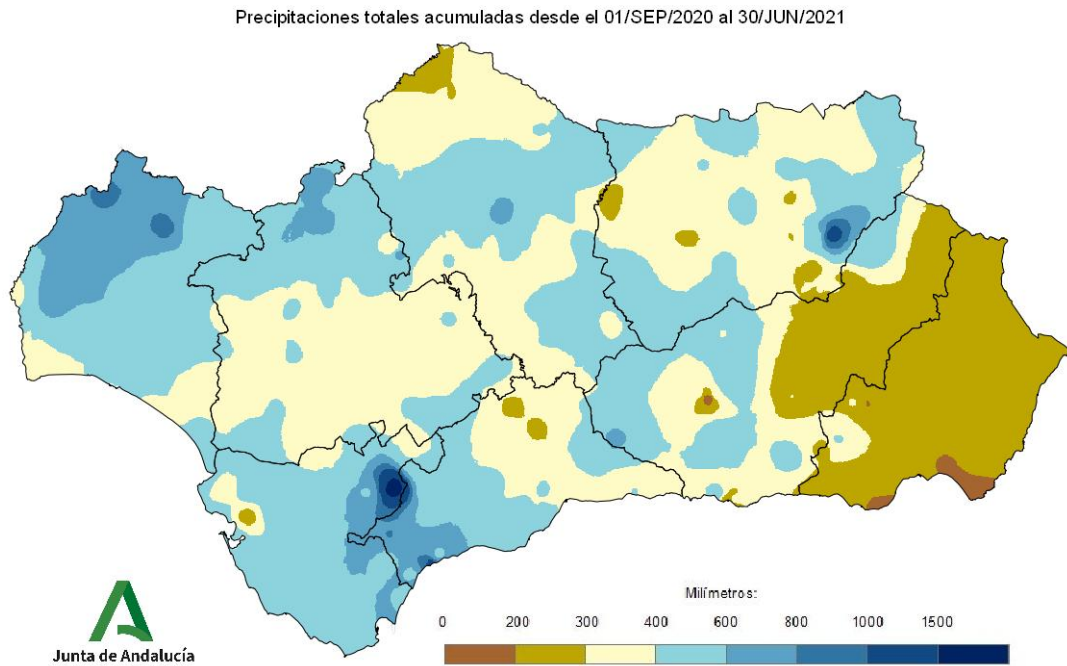 Precipitaciones totales acumuladas desde el 01/SEP/2020 al 30/JUN/2021
Milímetros:
0 200 300 400 600 800 1000 1500
Junta de Andalucía